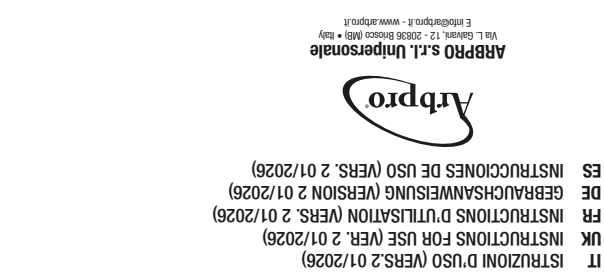 IT ISTRUZIONI D'USO (VERS.2 01/2026)
UK INSTRUCTIONS FOR USE (VER. 2 01/2026)
FR INSTRUCTIONS D'UTILISATION (VERS. 2 01/2026)
DE GEBRAUCHSANWEISUNG (VERSION 2 01/2026)
ES INSTRUCCIONES DE USO (VERS. 2 01/2026)
Arbpro®
ARBPRO s.r.l. Unipersonale
Via L. Galvani, 12 - 20836 Briosco (MB) • Italy
E info@arbpro.it - www.arbpro.it